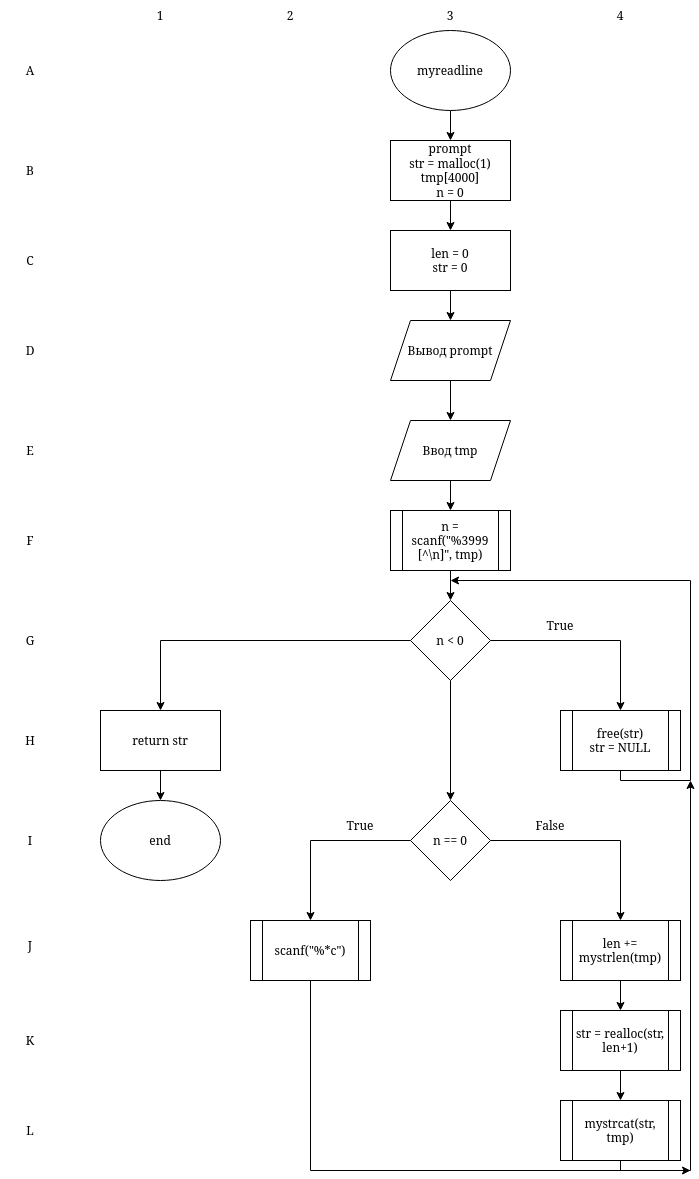 1 2 3 4
A
myreadline
B
prompt
str = malloc(1)
tmp[4000]
n = 0
C
len = 0
str = 0
D
Вывод prompt
E
Ввод tmp
F
n =
scanf("%3999
[^\n]", tmp)
G
n < 0
True
H
return str
free(str)
str = NULL
I
end
True
n == 0
False
J
scanf("%*c")
len +=
mystrlen(tmp)
K
str = realloc(str,
len+1)
L
mystrcat(str,
tmp)